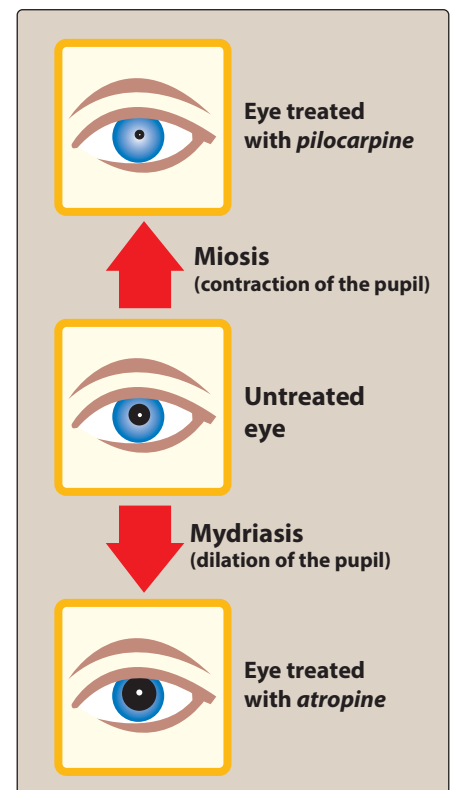 Eye treated
with pilocarpine
Miosis
(contraction of the pupil)
Untreated
eye
Mydriasis
(dilation of the pupil)
Eye treated
with atropine